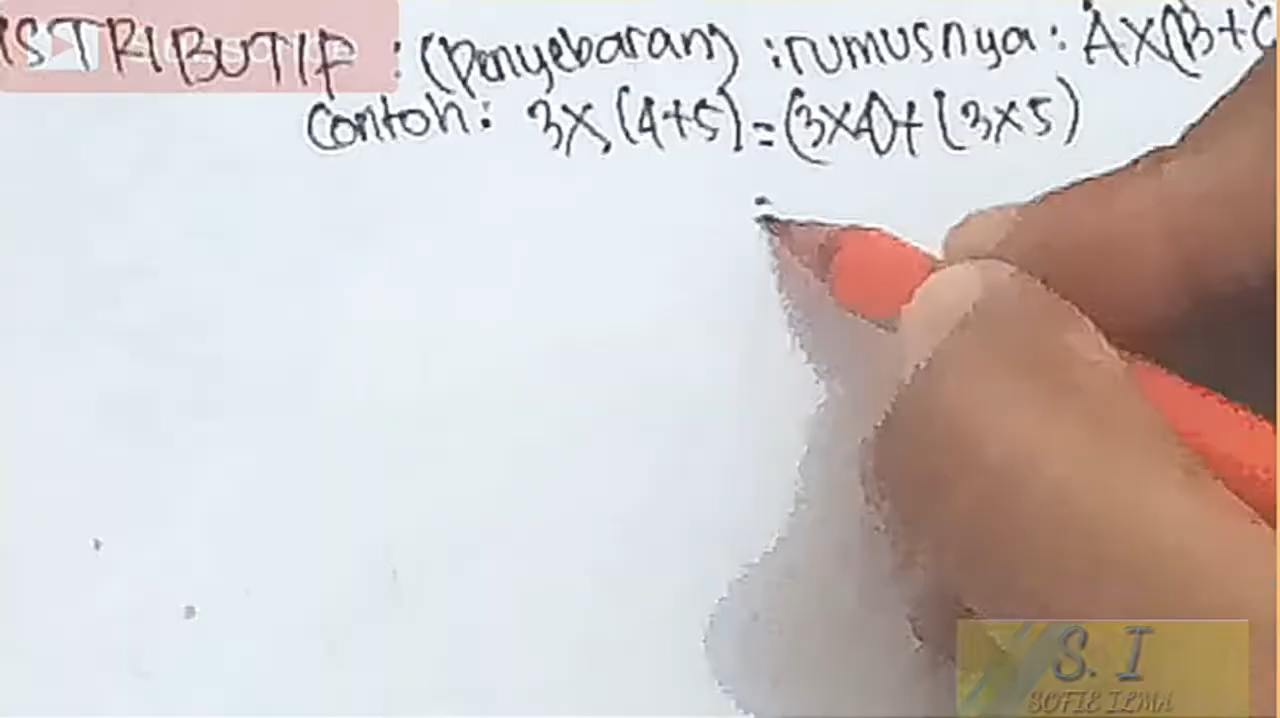 ISTRIBUTIF : (Penyebaran) : rumusnya : A X (B + C
Contoh : 3 X (4 + 5) = (3 X 4) + (3 X 5)
S. I
SOFIE ILMA